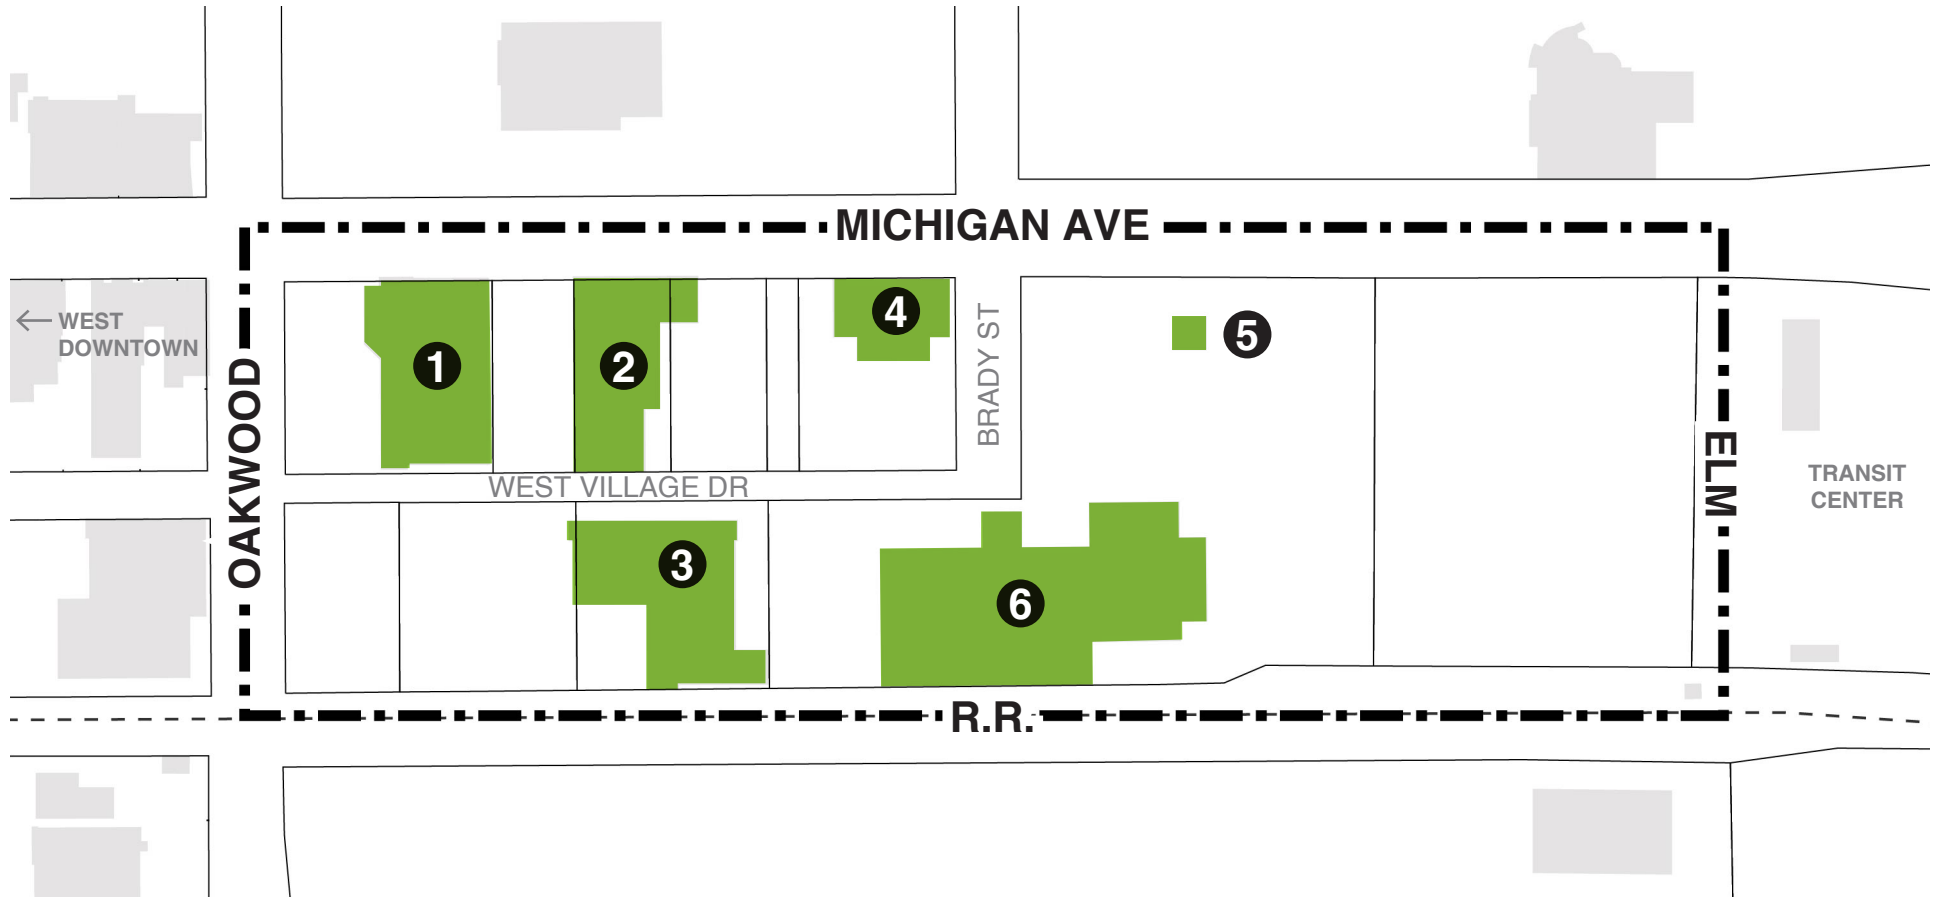 MICHIGAN AVE
← WEST
DOWNTOWN
OAKWOOD
1
2
4
BRADY ST
5
ELM
TRANSIT
CENTER
WEST VILLAGE DR
3
6
R.R.